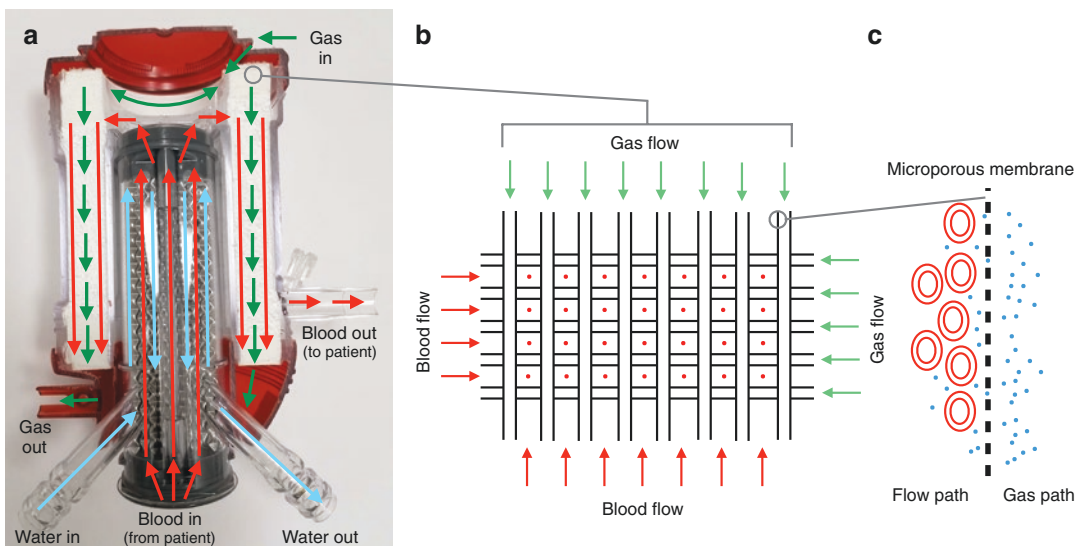 a
Gas
in
Blood out
(to patient)
Gas
out
Water in
Blood in
(from patient)
Water out
b
Gas flow
Blood flow
Gas flow
Blood flow
c
Microporous membrane
Flow path
Gas path